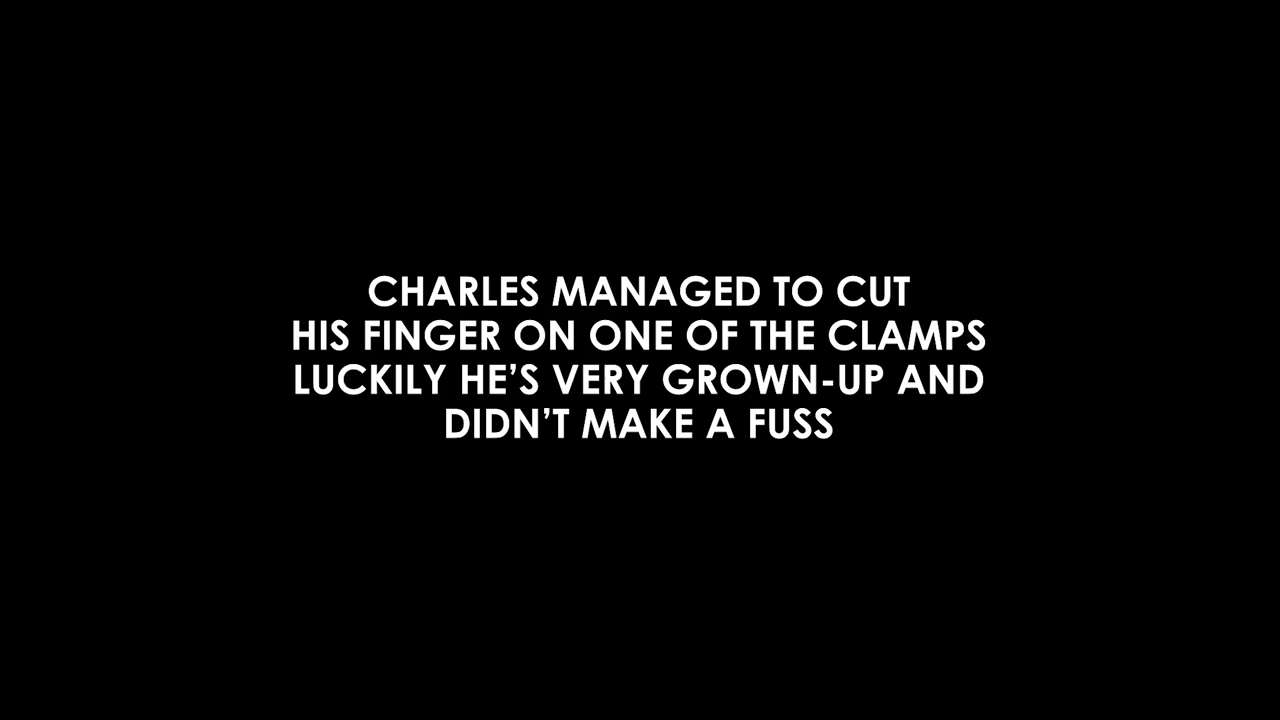 CHARLES MANAGED TO CUT
HIS FINGER ON ONE OF THE CLAMPS
LUCKILY HE’S VERY GROWN-UP AND
DIDN’T MAKE A FUSS